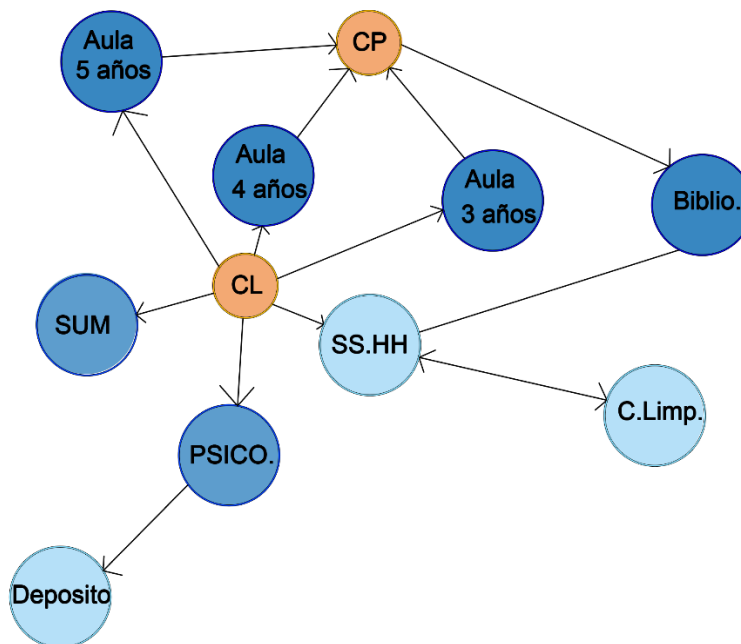 Aula
5 años
CP
Aula
4 años
Aula
3 años
Biblio.
CL
SUM
SS.HH
C.Limp.
PSICO.
Deposito